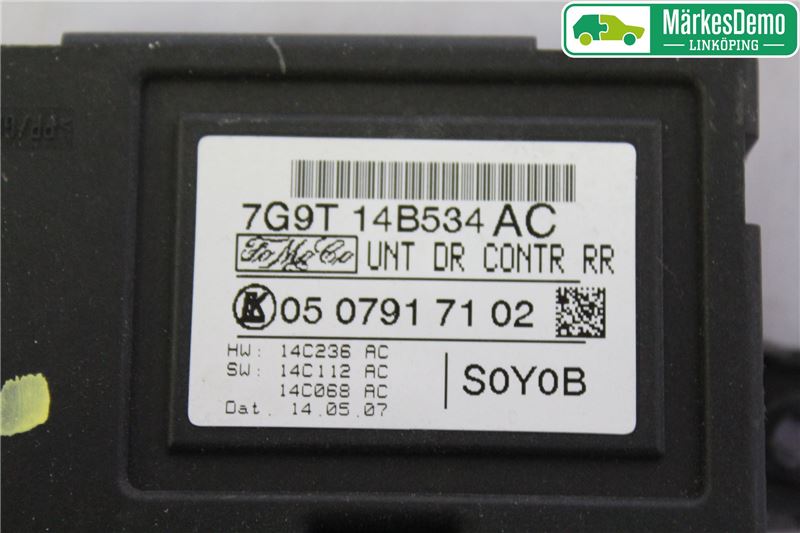 MärkesDemo
LINKÖPING
7G9T 14B534 AC
FoMoCo UNT DR CONTR RR
05 0791 71 02
HW: 14C236 AC
SW: 14C112 AC
14C068 AC
Dat. 14.05.07
S0Y0B